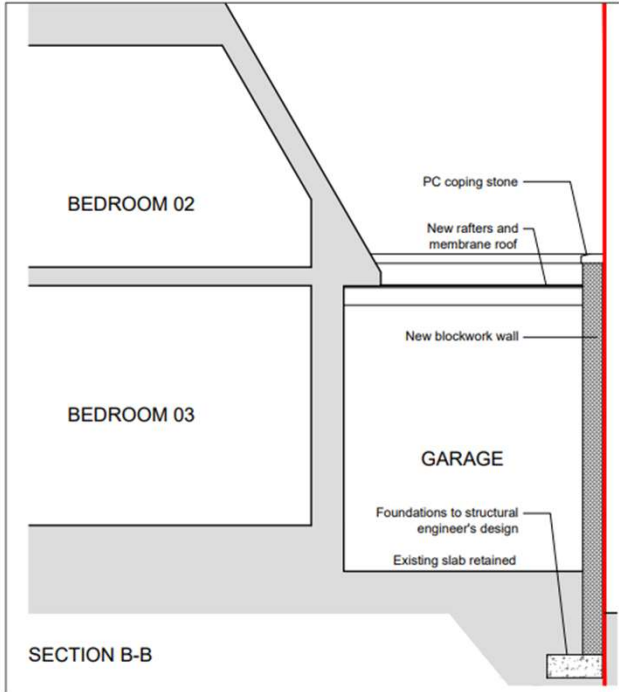 BEDROOM 02
PC coping stone
New rafters and
membrane roof
New blockwork wall
BEDROOM 03
GARAGE
Foundations to structural
engineer's design
Existing slab retained
SECTION B-B